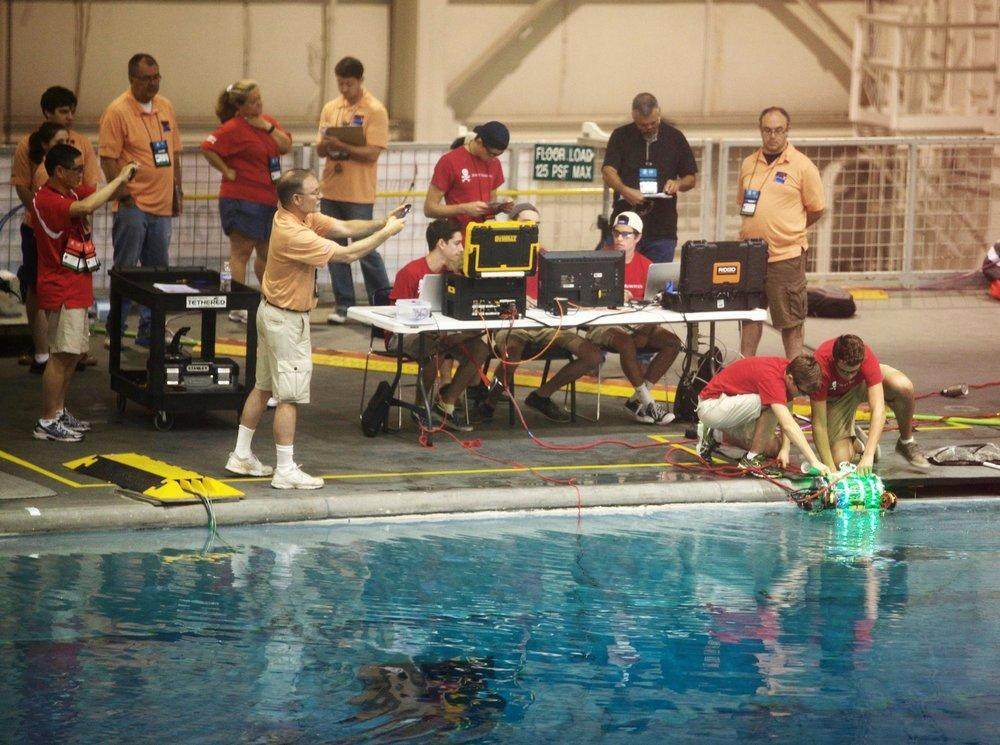 FLOOR LOAD
125 PSF MAX
DEWALT
RIDGID
TETHERED
STANLEY